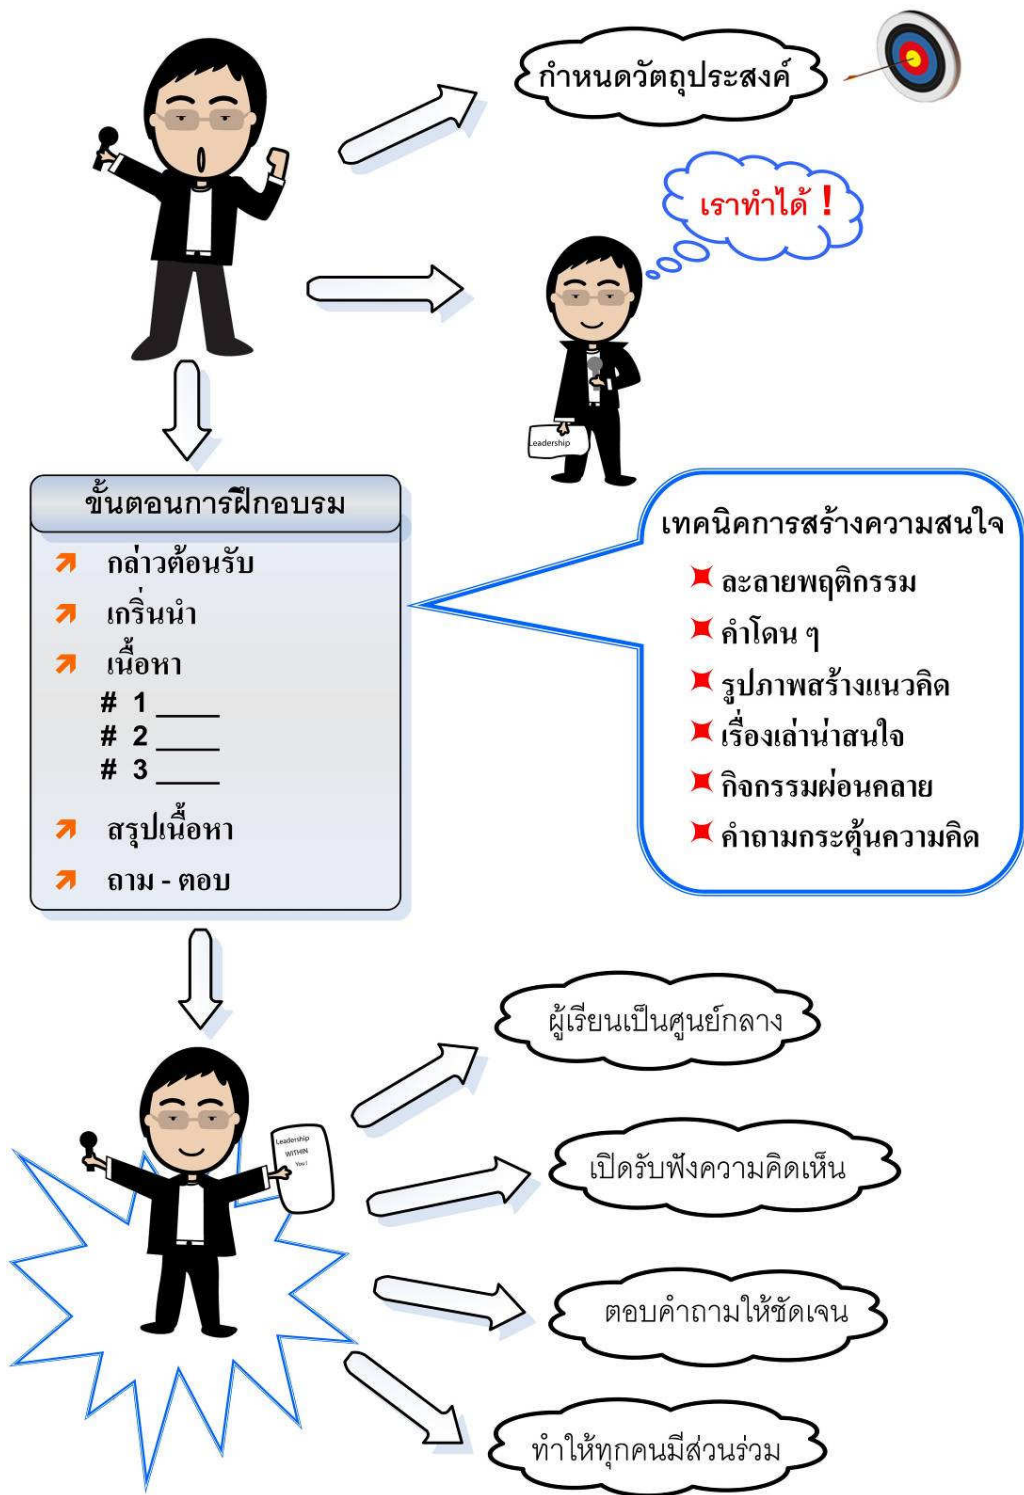 กำหนดวัตถุประสงค์
เราทำได้ !
Leadership
ขั้นตอนการฝึกอบรม
กล่าวต้อนรับ
เกริ่นนำ
เนื้อหา
# 1 ____
# 2 ____
# 3 ____
สรุปเนื้อหา
ถาม - ตอบ
เทคนิคการสร้างความสนใจ
ละลายพฤติกรรม
คำโดน ๆ
รูปภาพสร้างแนวคิด
เรื่องเล่าน่าสนใจ
กิจกรรมผ่อนคลาย
คำถามกระตุ้นความคิด
ผู้เรียนเป็นศูนย์กลาง
Leadership
WITHIN
You!
เปิดรับฟังความคิดเห็น
ตอบคำถามให้ชัดเจน
ทำให้ทุกคนมีส่วนร่วม